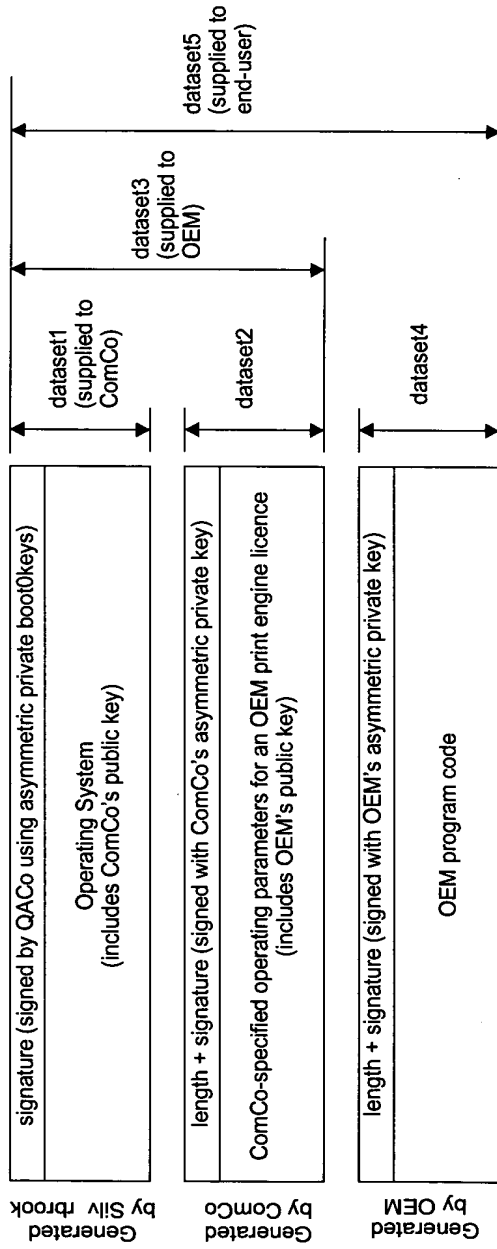 Generated
by Silv rbrook
signature (signed by QACo using asymmetric private boot0keys)
Operating System
(includes ComCo's public key)
dataset1
(supplied to
ComCo)
dataset3
(supplied to
OEM)
dataset5
(supplied to
end-user)
Generated
by ComCo
length + signature (signed with ComCo's asymmetric private key)
ComCo-specified operating parameters for an OEM print engine licence
(includes OEM's public key)
dataset2
Generated
by OEM
length + signature (signed with OEM's asymmetric private key)
OEM program code
dataset4